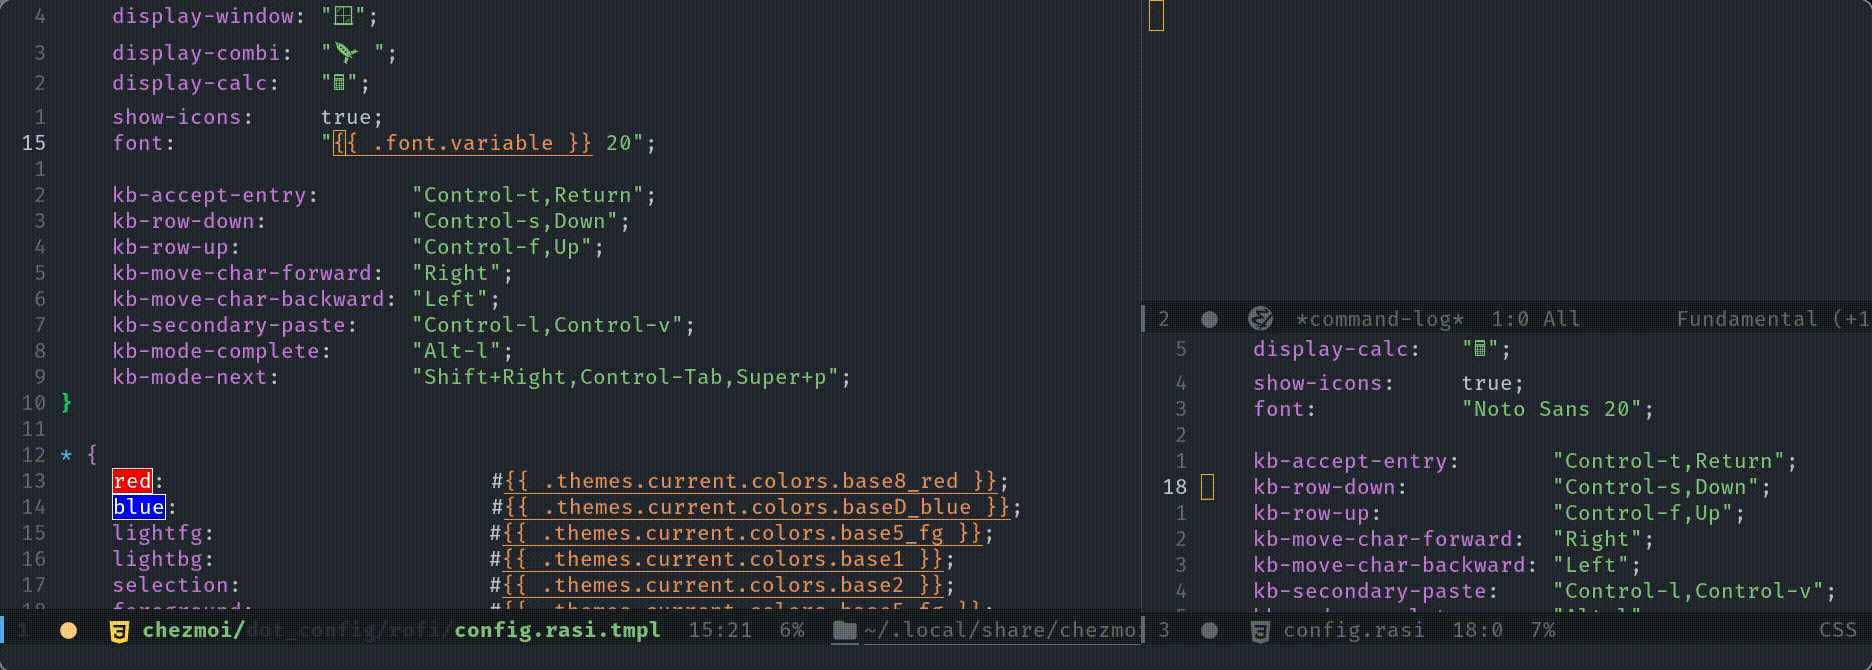 4 display-window: "🪟";
3 display-combi: "🚀 ";
2 display-calc: "🖩";
1 show-icons: true;
15 font: "{{ .font.variable }} 20";
1
2 kb-accept-entry: "Control-t,Return";
3 kb-row-down: "Control-s,Down";
4 kb-row-up: "Control-f,Up";
5 kb-move-char-forward: "Right";
6 kb-move-char-backward: "Left";
7 kb-secondary-paste: "Control-l,Control-v";
8 kb-mode-complete: "Alt-l";
9 kb-mode-next: "Shift+Right,Control-Tab,Super+p";
10 }
11
12 * {
13 red: #{{ .themes.current.colors.base8_red }};
14 blue: #{{ .themes.current.colors.baseD_blue }};
15 lightfg: #{{ .themes.current.colors.base5_fg }};
16 lightbg: #{{ .themes.current.colors.base1 }};
17 selection: #{{ .themes.current.colors.base2 }};
18 foreground: #{{ .themes.current.colors.base5_fg }};
1 chezmoi/dot_config/rofi/config.rasi.tmpl 15:21 6% ~/.local/share/chezmoi
2 *command-log* 1:0 All Fundamental (+1
5 display-calc: "🖩";
4 show-icons: true;
3 font: "Noto Sans 20";
2
1 kb-accept-entry: "Control-t,Return";
18 kb-row-down: "Control-s,Down";
1 kb-row-up: "Control-f,Up";
2 kb-move-char-forward: "Right";
3 kb-move-char-backward: "Left";
4 kb-secondary-paste: "Control-l,Control-v";
3 config.rasi 18:0 7% CSS